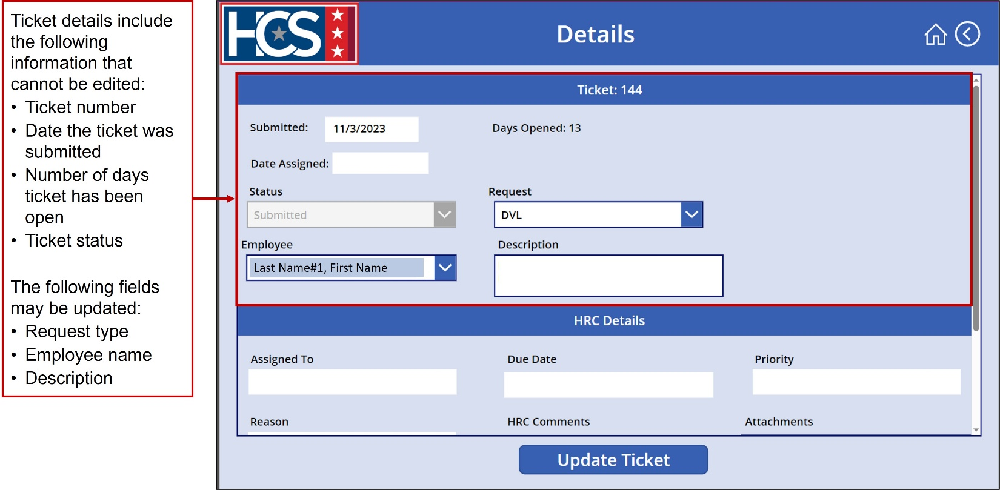 Ticket details include
the following
information that
cannot be edited:
• Ticket number
• Date the ticket was
submitted
• Number of days
ticket has been
open
• Ticket status
The following fields
may be updated:
• Request type
• Employee name
• Description
HCS
Details
Ticket: 144
Submitted: 11/3/2023 Days Opened: 13
Date Assigned:
Status Request
Submitted DVL
Employee Description
Last Name#1, First Name
HRC Details
Assigned To Due Date Priority
Reason HRC Comments Attachments
Update Ticket